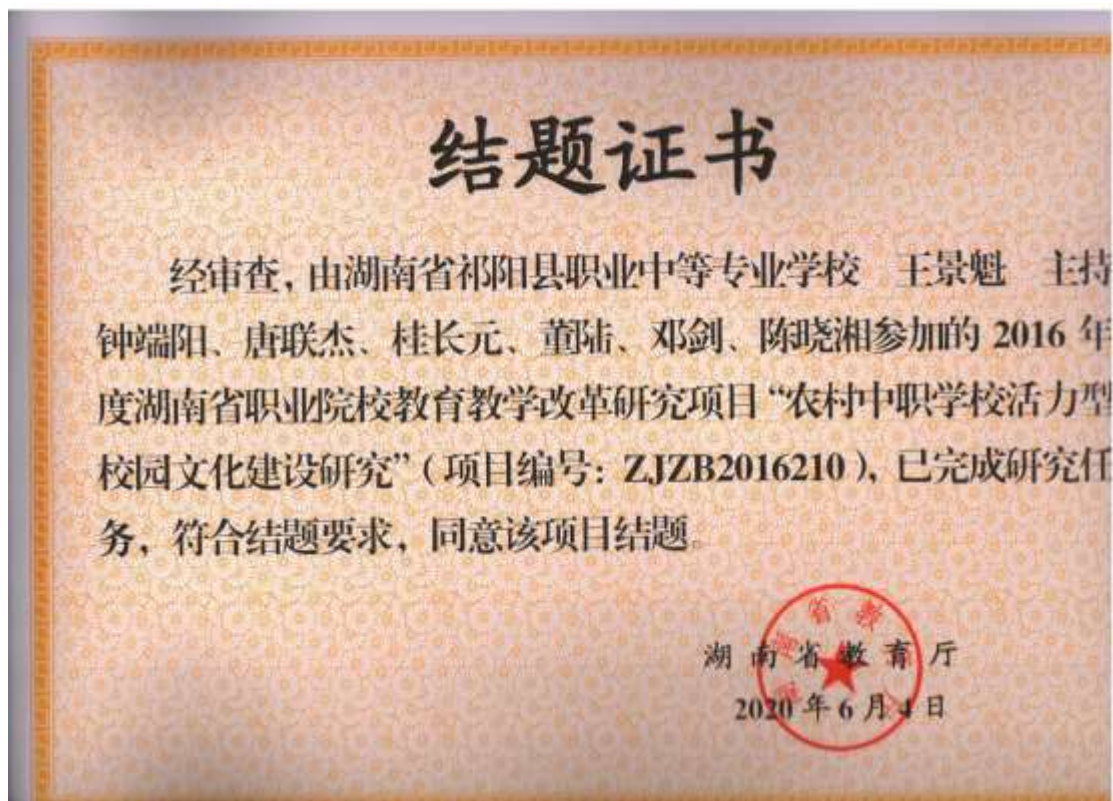 结题证书
经审查，由湖南省祁阳县职业中等专业学校 王景魁 主持
钟端阳、唐联杰、桂长元、董陆、邓剑、陈晓湘参加的 2016 年
度湖南省职业院校教育教学改革研究项目“农村中职学校活力型
校园文化建设研究”（项目编号：ZJZB2016210），已完成研究任
务，符合结题要求，同意该项目结题。
湖南省教育厅
2020 年 6 月 4 日